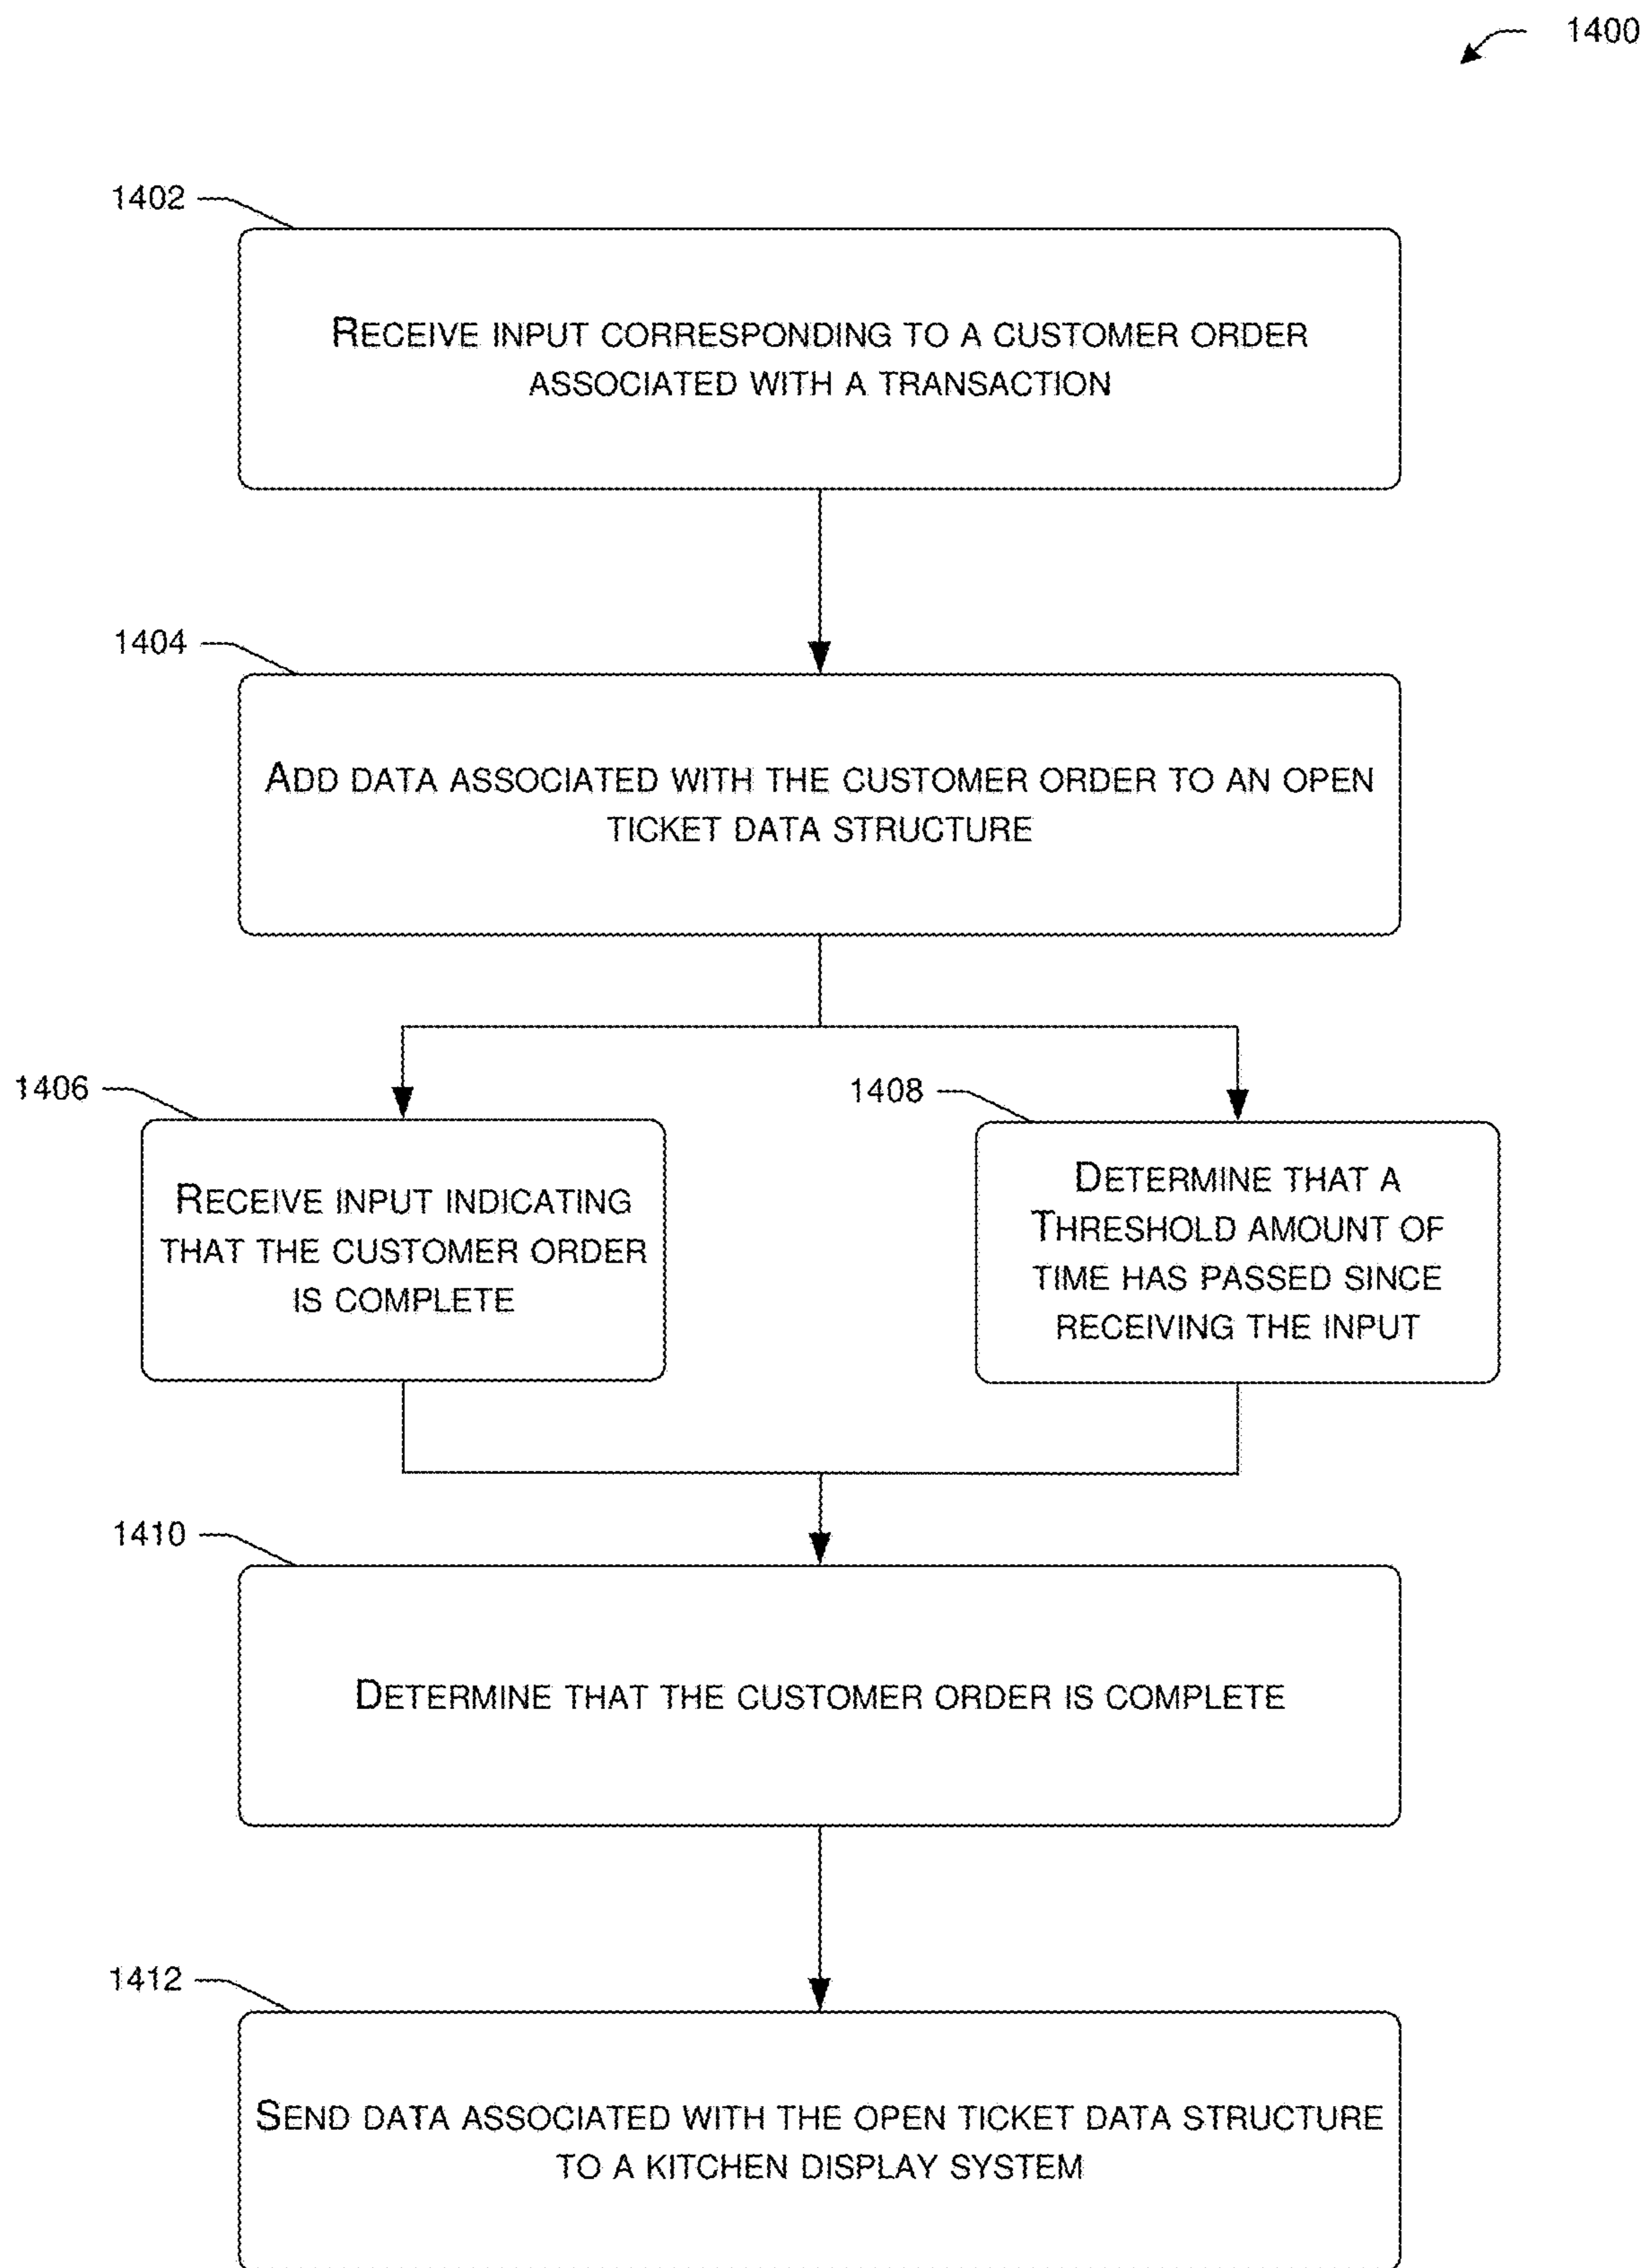 1400
1402
RECEIVE INPUT CORRESPONDING TO A CUSTOMER ORDER
ASSOCIATED WITH A TRANSACTION
1404
ADD DATA ASSOCIATED WITH THE CUSTOMER ORDER TO AN OPEN
TICKET DATA STRUCTURE
1406
RECEIVE INPUT INDICATING
THAT THE CUSTOMER ORDER
IS COMPLETE
1408
DETERMINE THAT A
THRESHOLD AMOUNT OF
TIME HAS PASSED SINCE
RECEIVING THE INPUT
1410
DETERMINE THAT THE CUSTOMER ORDER IS COMPLETE
1412
SEND DATA ASSOCIATED WITH THE OPEN TICKET DATA STRUCTURE
TO A KITCHEN DISPLAY SYSTEM